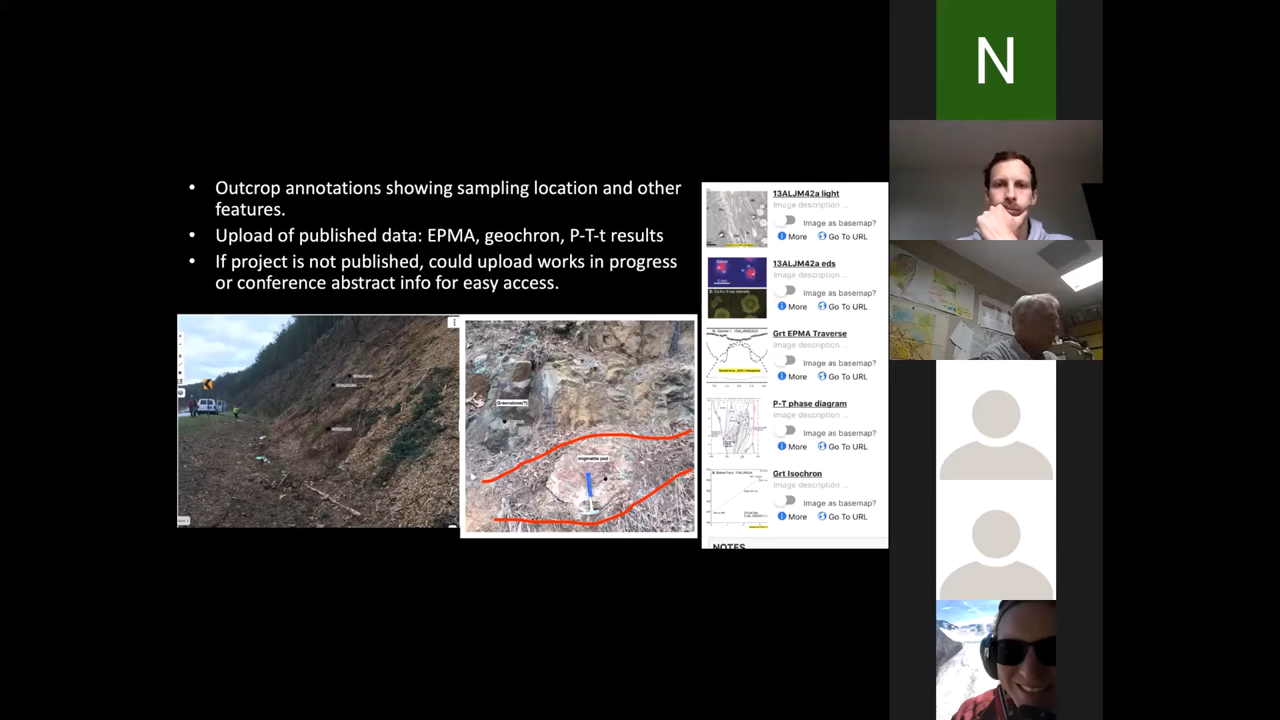 • Outcrop annotations showing sampling location and other
features.
• Upload of published data: EPMA, geochron, P-T-t results
• If project is not published, could upload works in progress
or conference abstract info for easy access.
Greenstone(?)
migmatite pod
13ALJM42a light
Image description ...
Image as basemap?
More Go To URL
13ALJM42a eds
Image description ...
Image as basemap?
More Go To URL
Grt EPMA Traverse
Image description ...
Image as basemap?
More Go To URL
P-T phase diagram
Image description ...
Image as basemap?
More Go To URL
Grt Isochron
Image description ...
Image as basemap?
More Go To URL
NOTES
N